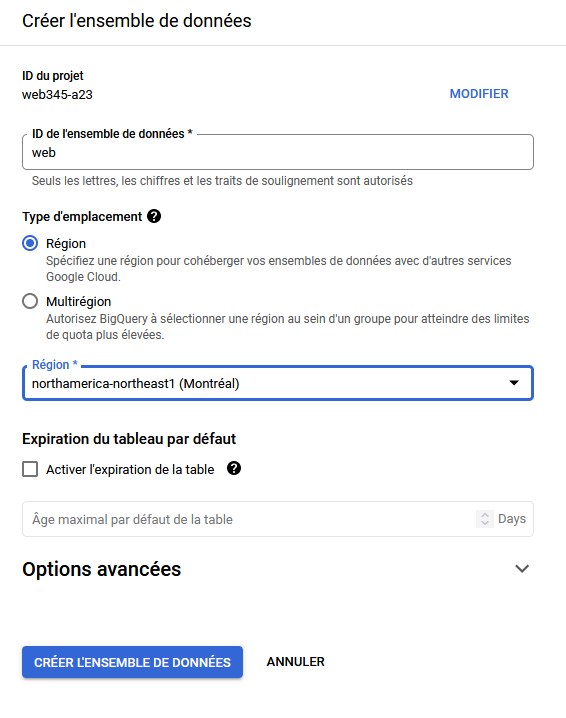 Créer l'ensemble de données
ID du projet
web345-a23
MODIFIER
ID de l'ensemble de données *
web
Seuls les lettres, les chiffres et les traits de soulignement sont autorisés
Type d'emplacement ?
Région
Spécifiez une région pour cohéberger vos ensembles de données avec d'autres services
Google Cloud.
Multirégion
Autorisez BigQuery à sélectionner une région au sein d'un groupe pour atteindre des limites
de quota plus élevées.
Région *
northamerica-northeast1 (Montréal)
Expiration du tableau par défaut
Activer l'expiration de la table ?
Âge maximal par défaut de la table
Days
Options avancées
CRÉER L'ENSEMBLE DE DONNÉES
ANNULER